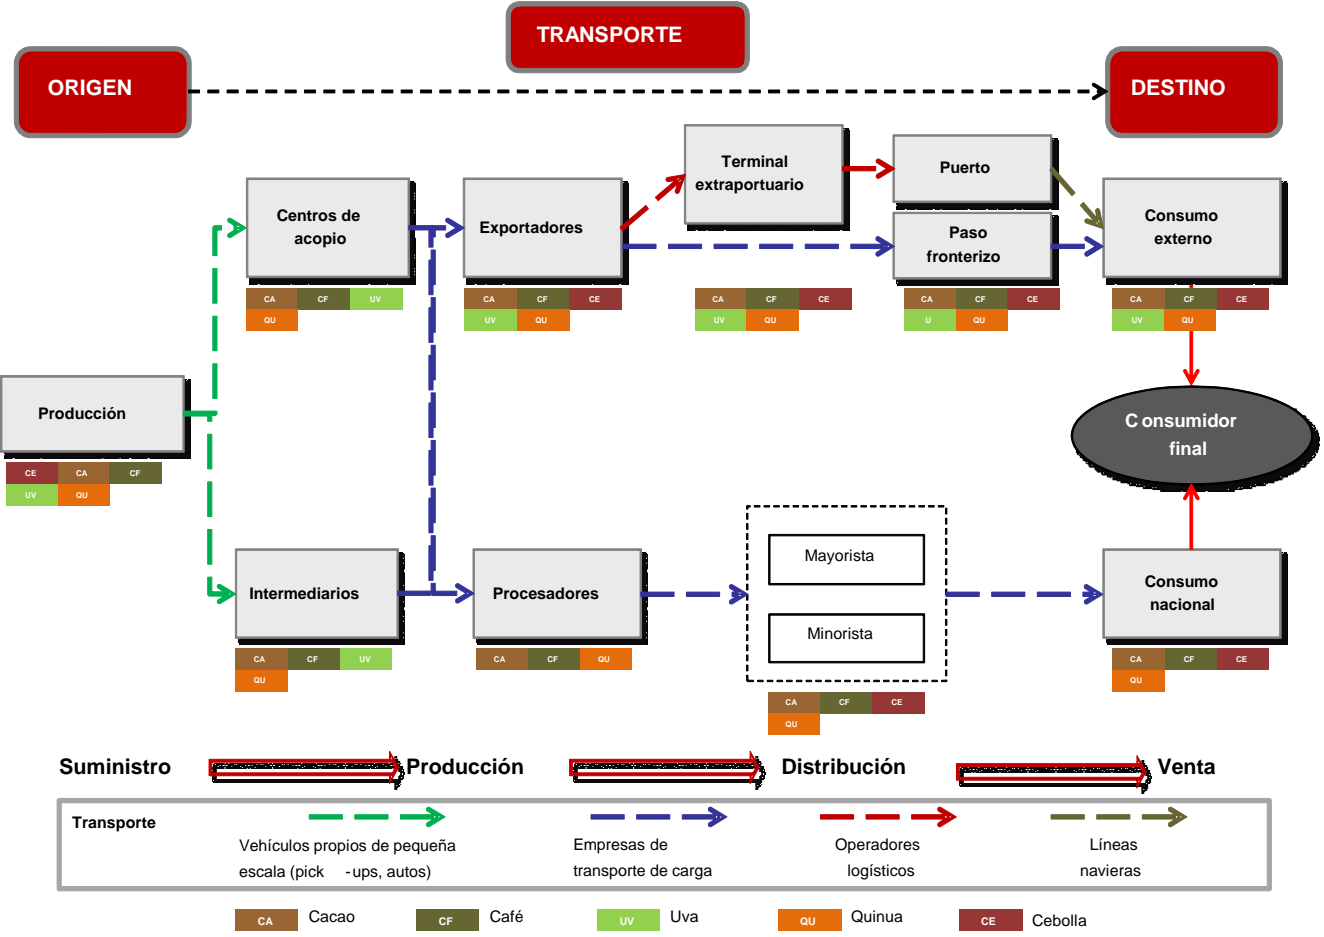 TRANSPORTE
ORIGEN
DESTINO
Terminal
extraportuario
Puerto
Centros de
acopio
Exportadores
Paso
fronterizo
Consumo
externo
CA CF UV
QU
CA CF CE
UV QU
CA CF CE
UV QU
CA CF CE
U QU
CA CF CE
UV QU
Producción
CE CA CF
UV QU
C onsumidor
final
Intermediarios
CA CF UV
QU
Procesadores
CA CF QU
Mayorista
Minorista
CA CF CE
QU
Consumo
nacional
CA CF CE
QU
Suministro Producción Distribución Venta
Transporte
Vehículos propios de pequeña
escala (pick -ups, autos)
Empresas de
transporte de carga
Operadores
logísticos
Líneas
navieras
CA Cacao CF Café UV Uva QU Quinua CE Cebolla